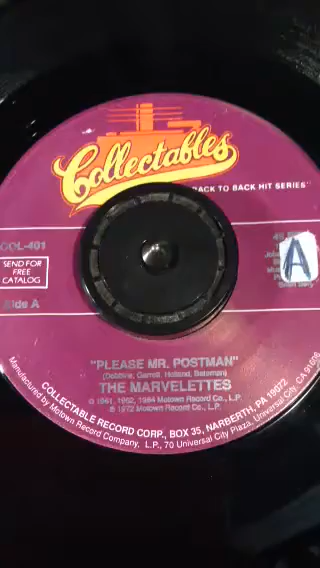 Collectables
BACK TO BACK HIT SERIES"
COL-401
SEND FOR
FREE
CATALOG
A
Side A
"PLEASE MR. POSTMAN"
(Dobbins, Garrett, Holland, Bateman)
THE MARVELETTES
℗ 1961, 1962, 1984 Motown Record Co., L.P.
℗ 1972 Motown Record Co., L.P.
COLLECTABLE RECORD CORP., BOX 35, NARBERTH, PA 19072
Manufactured by Motown Record Company, L.P., 70 Universal City Plaza, Universal City, CA 91608